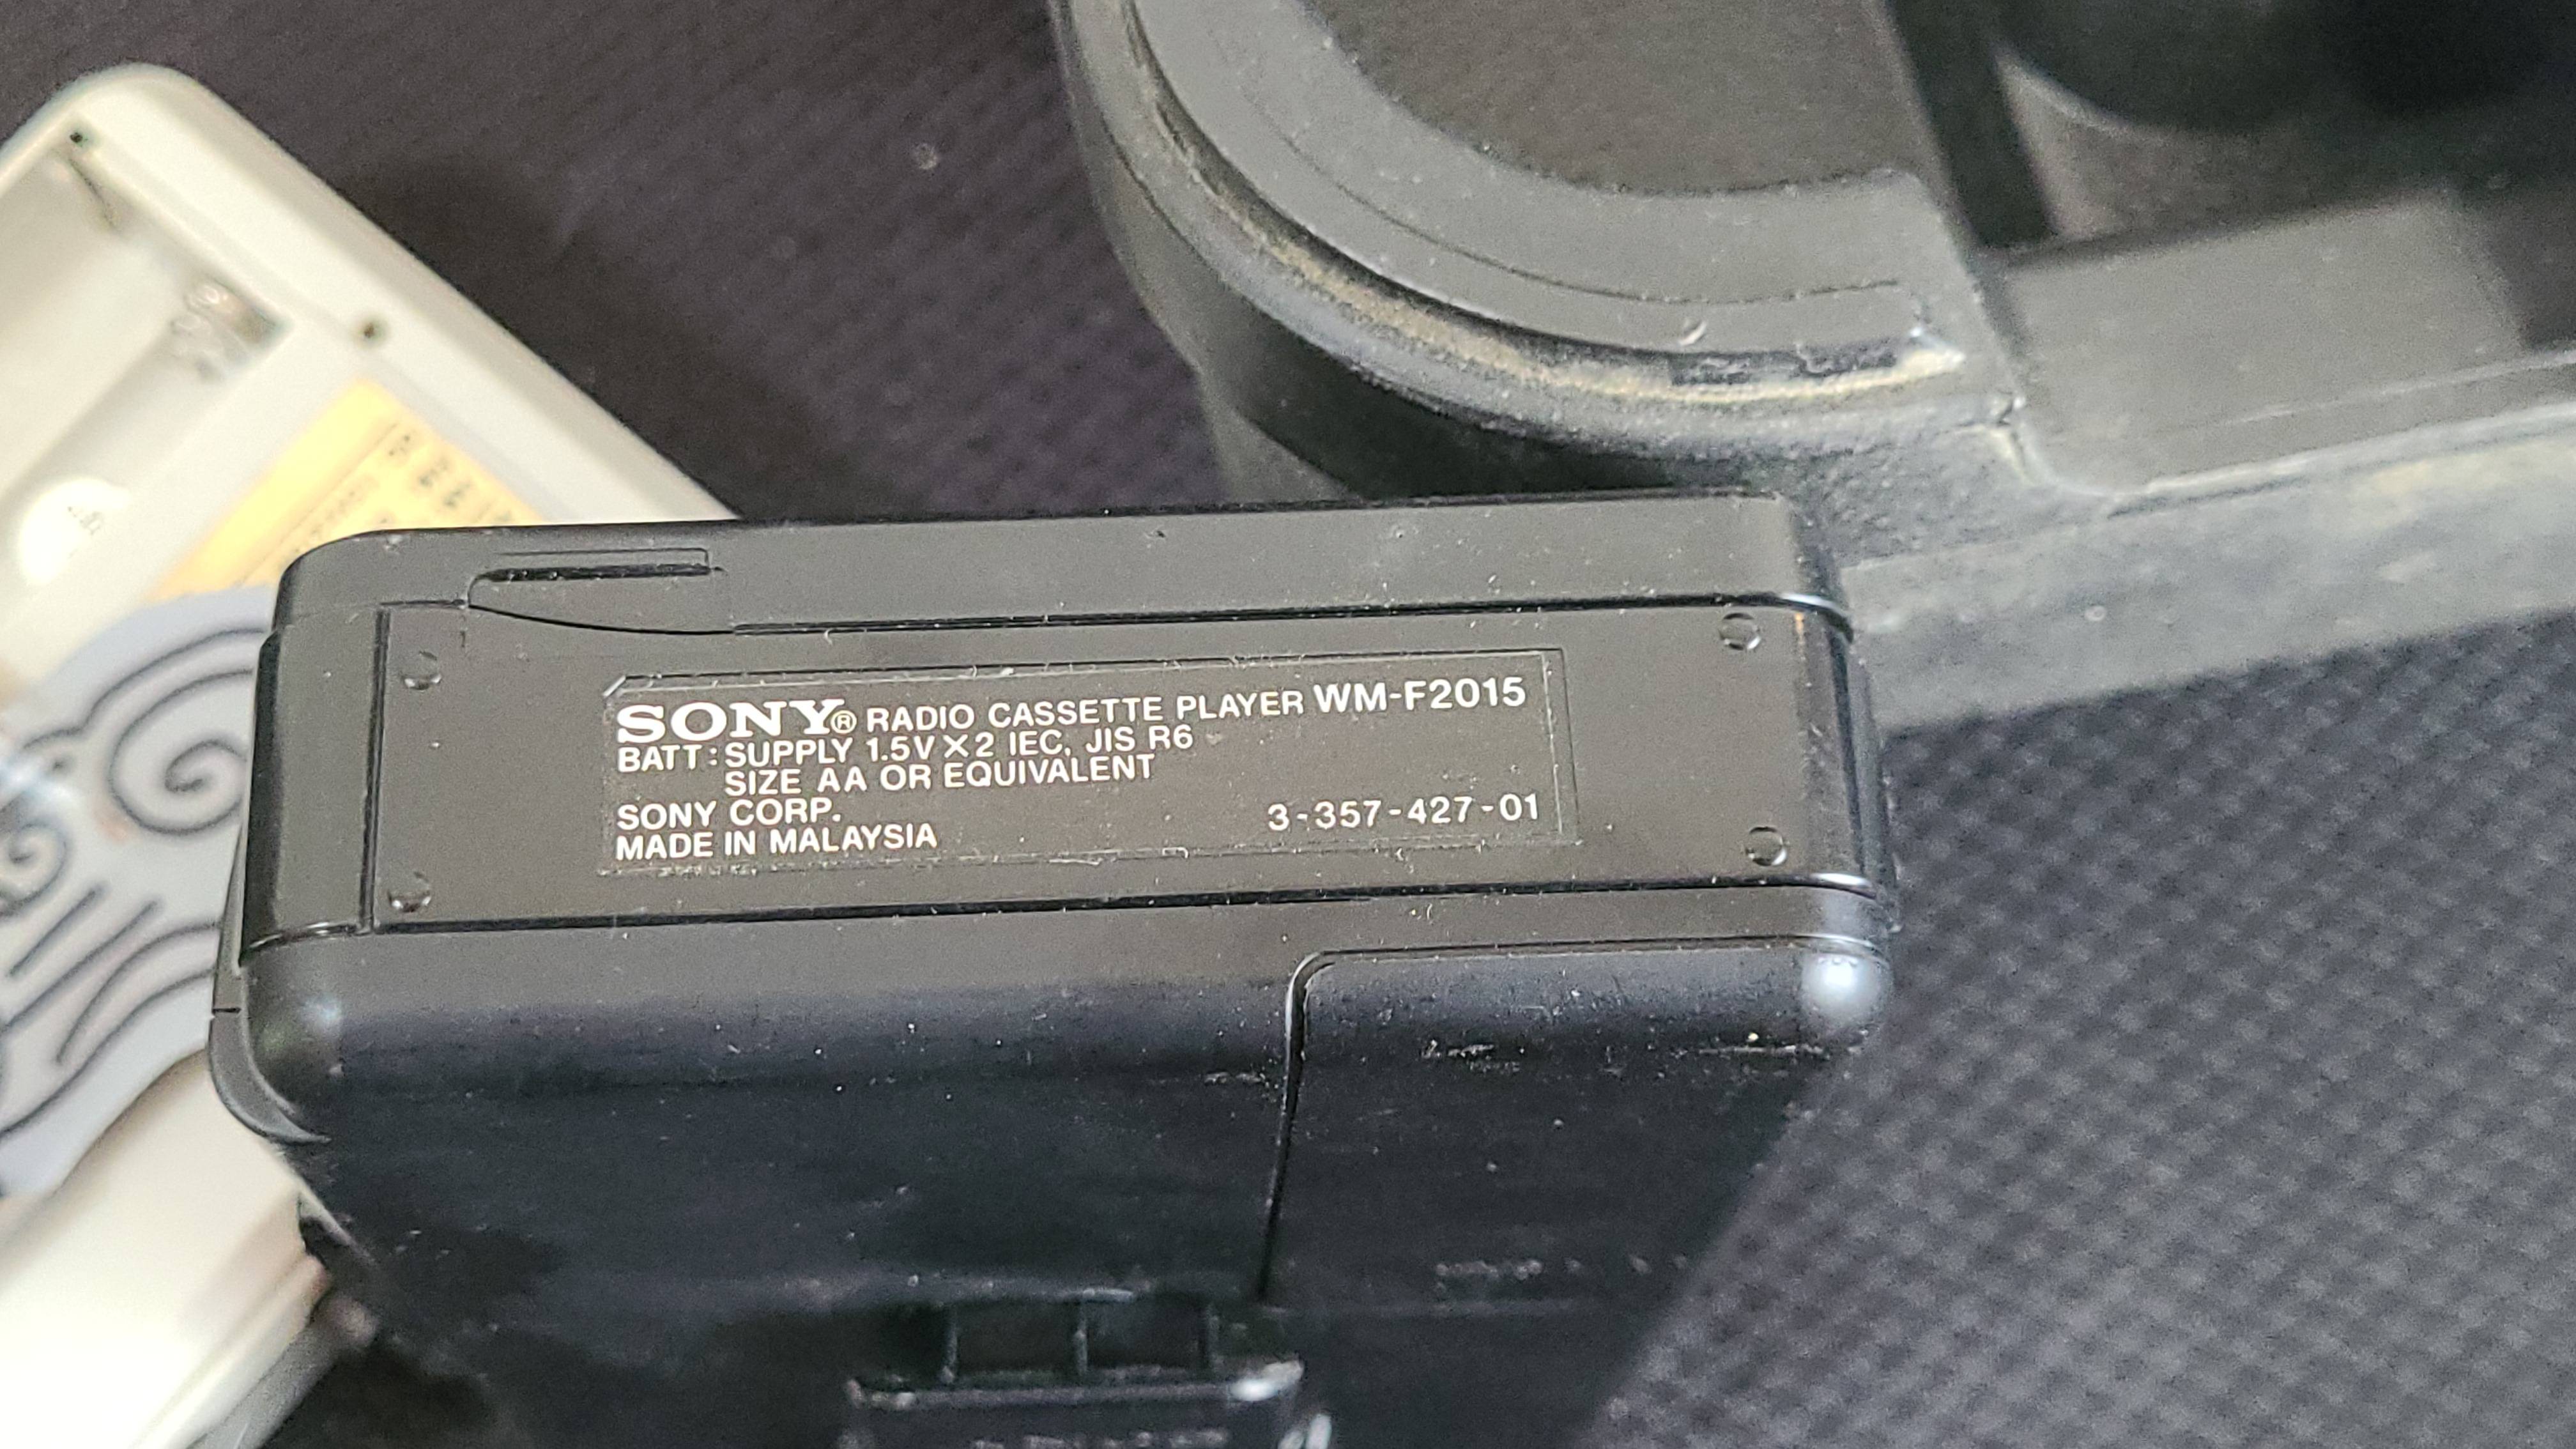 SONY® RADIO CASSETTE PLAYER WM-F2015
BATT: SUPPLY 1.5V X 2 IEC, JIS R6
SIZE AA OR EQUIVALENT
SONY CORP.
MADE IN MALAYSIA 3-357-427-01